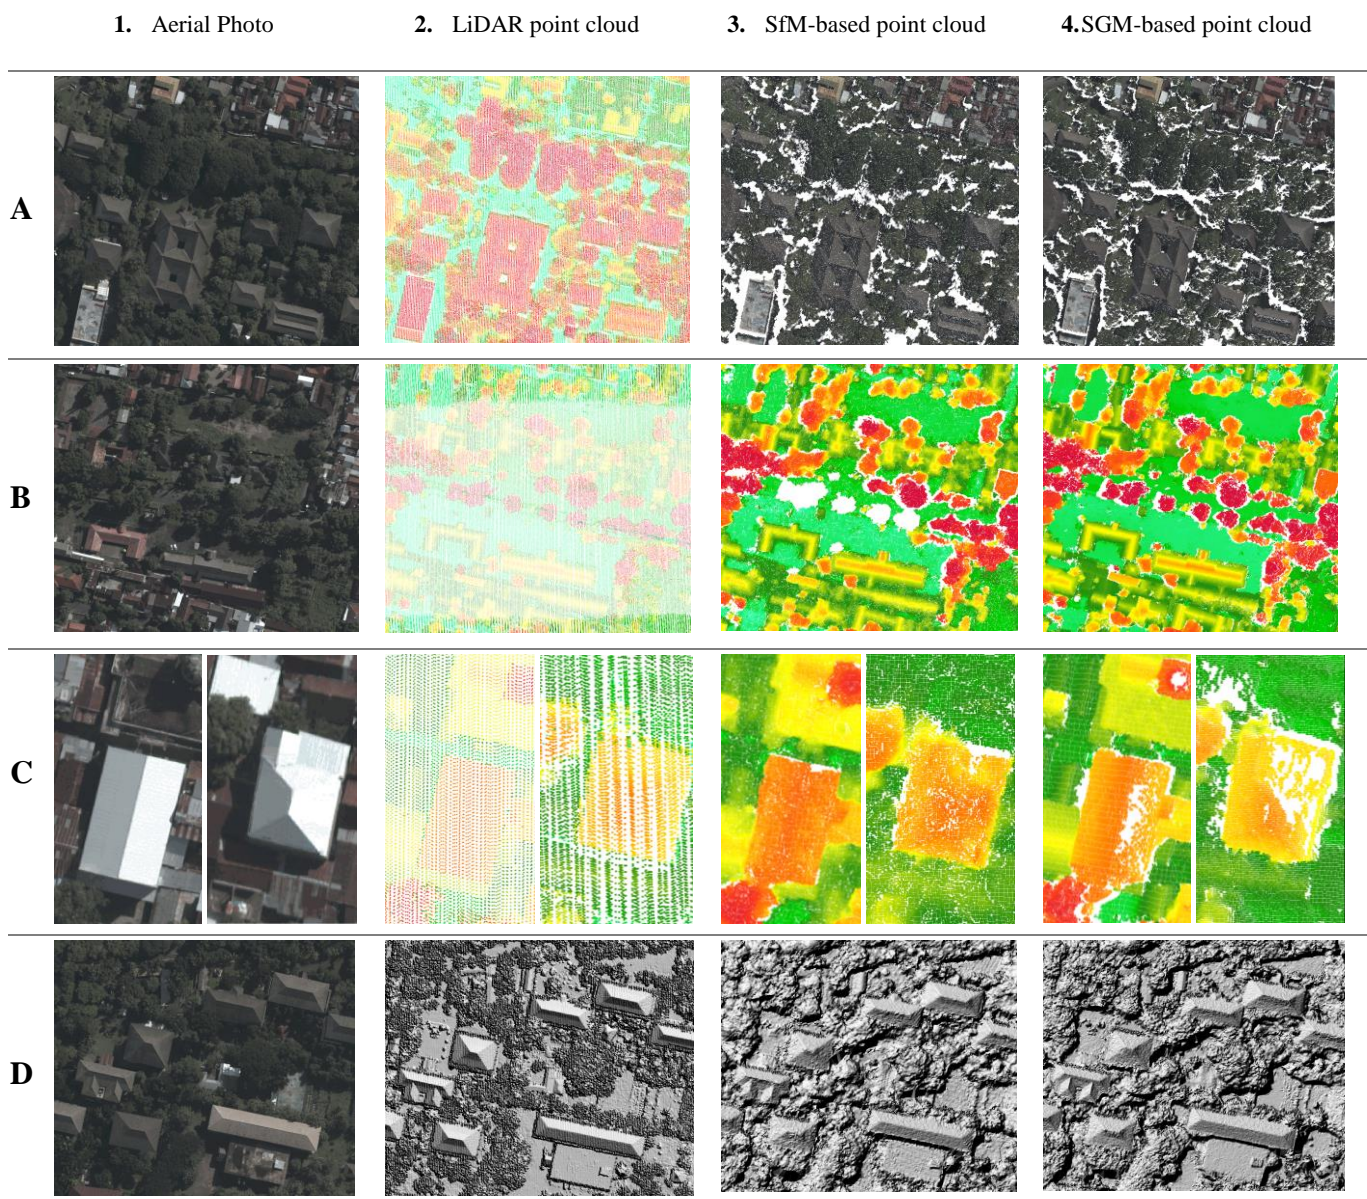 1. Aerial Photo 2. LiDAR point cloud 3. SfM-based point cloud 4.SGM-based point cloud
A
B
C
D